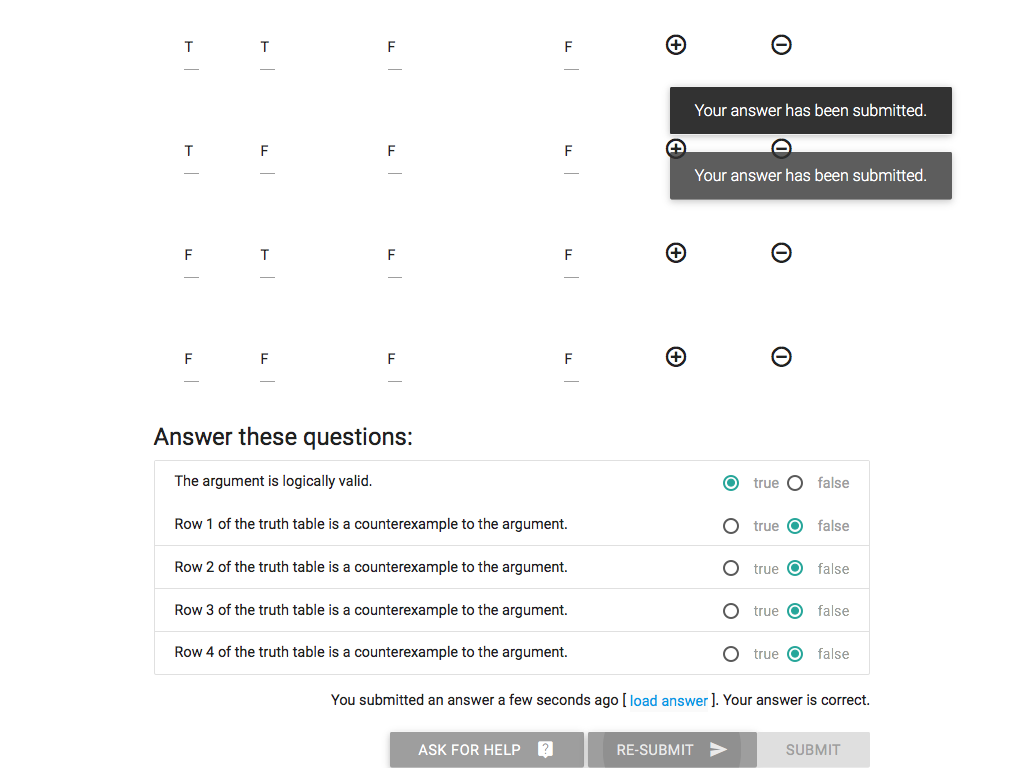 T T F F
Your answer has been submitted.
T F F F
Your answer has been submitted.
F T F F
F F F F
Answer these questions:
The argument is logically valid. true false
Row 1 of the truth table is a counterexample to the argument. true false
Row 2 of the truth table is a counterexample to the argument. true false
Row 3 of the truth table is a counterexample to the argument. true false
Row 4 of the truth table is a counterexample to the argument. true false
You submitted an answer a few seconds ago [ load answer ]. Your answer is correct.
ASK FOR HELP ? RE-SUBMIT SUBMIT